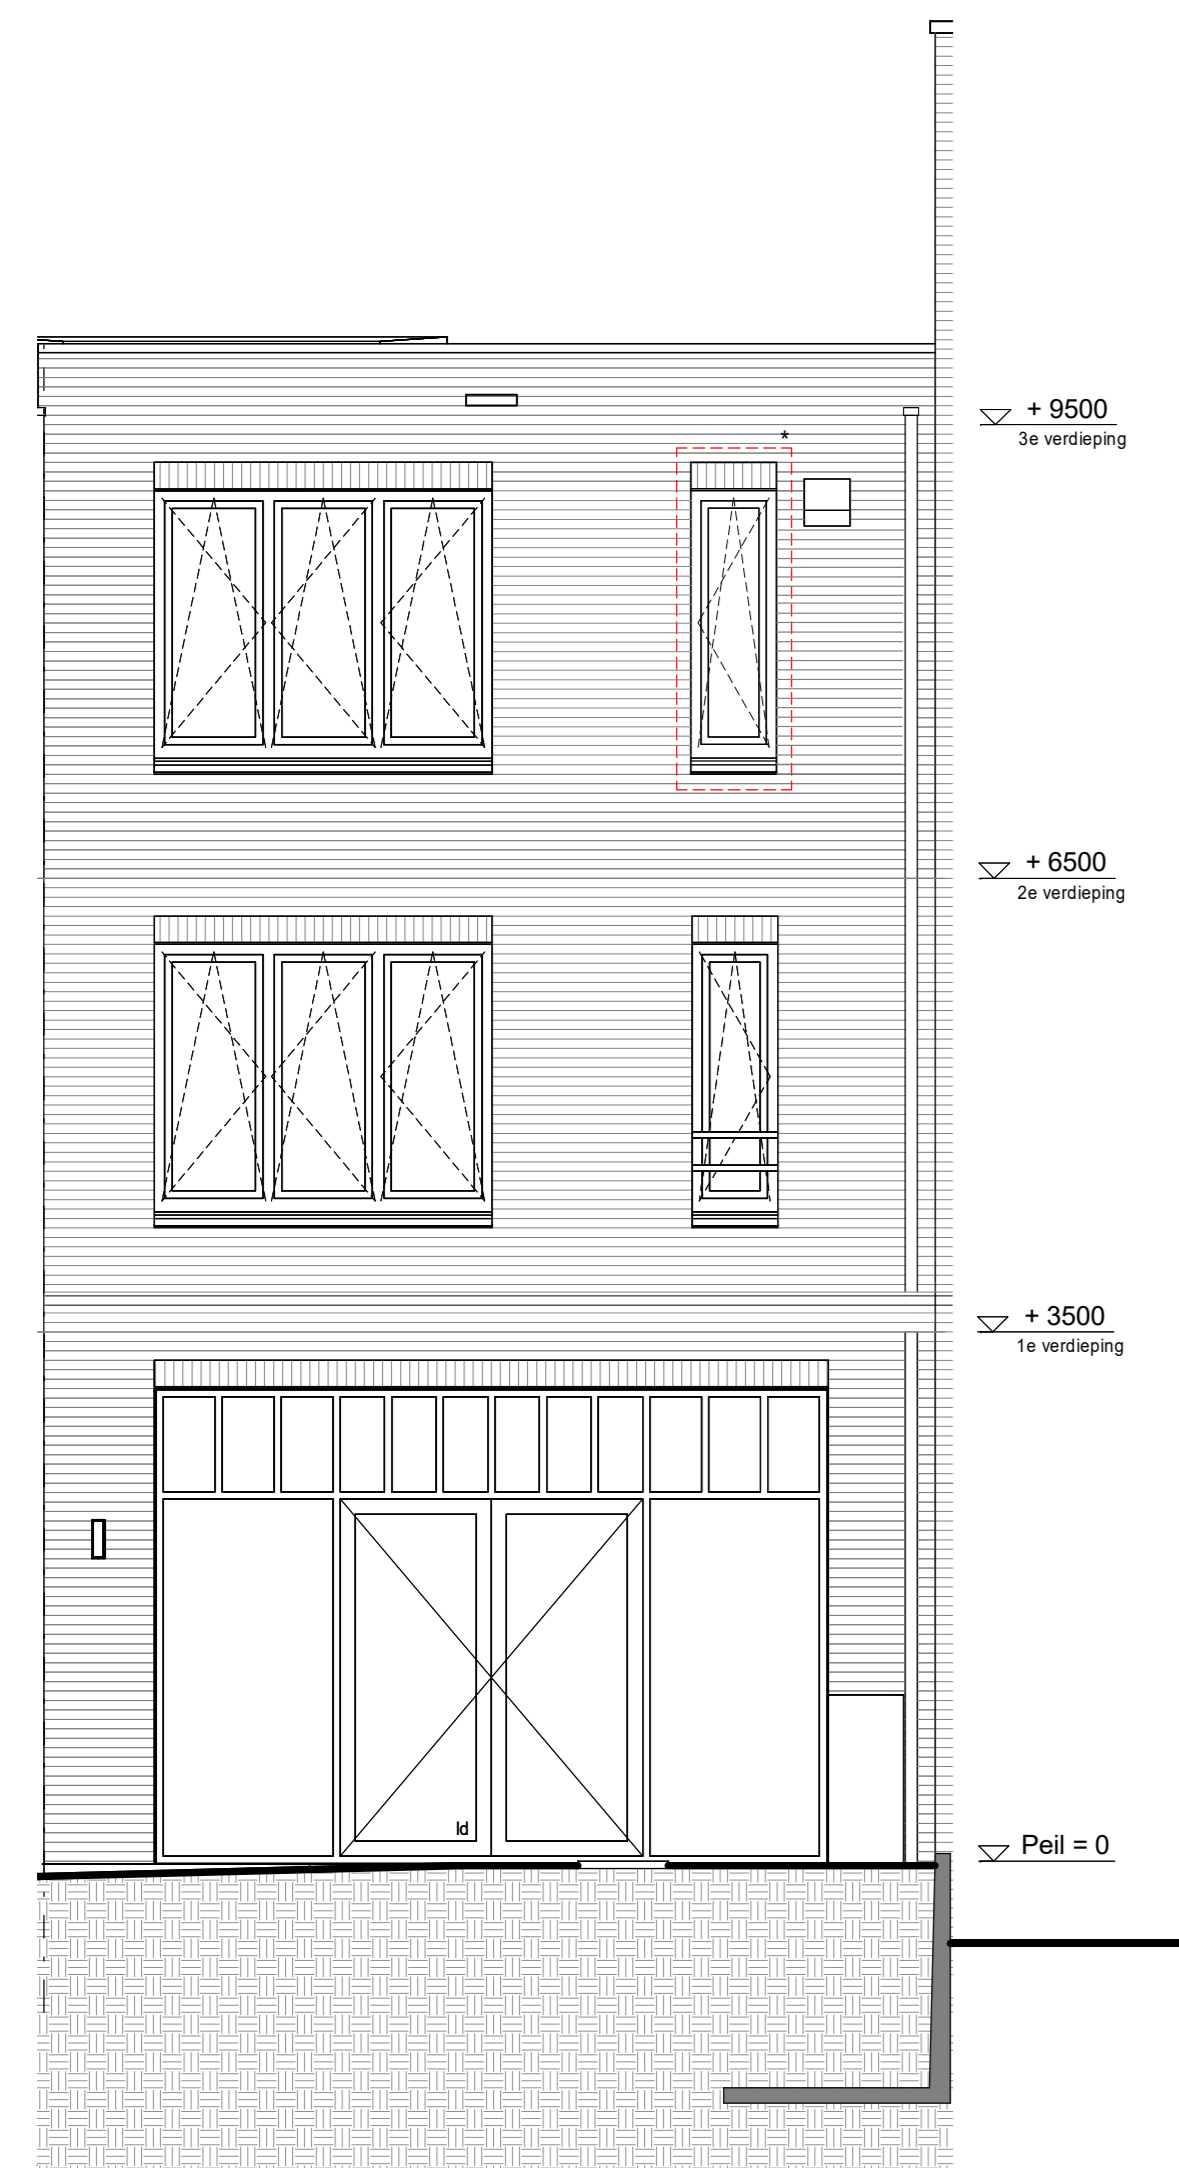 + 9500
3e verdieping
*
+ 6500
2e verdieping
+ 3500
1e verdieping
ld
Peil = 0